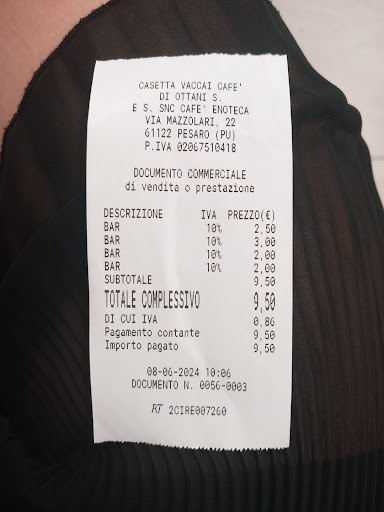 CASETTA VACCAI CAFE'
DI OTTANI S.
E S. SNC CAFE' ENOTECA
VIA MAZZOLARI, 22
61122 PESARO (PU)
P.IVA 02067510418
DOCUMENTO COMMERCIALE
di vendita o prestazione
DESCRIZIONE IVA PREZZO(€)
BAR 10% 2,50
BAR 10% 3,00
BAR 10% 2,00
BAR 10% 2,00
SUBTOTALE 9,50
TOTALE COMPLESSIVO 9,50
DI CUI IVA 0,86
Pagamento contante 9,50
Importo pagato 9,50
08-06-2024 10:06
DOCUMENTO N. 0056-0003
RT 2CIRE007260